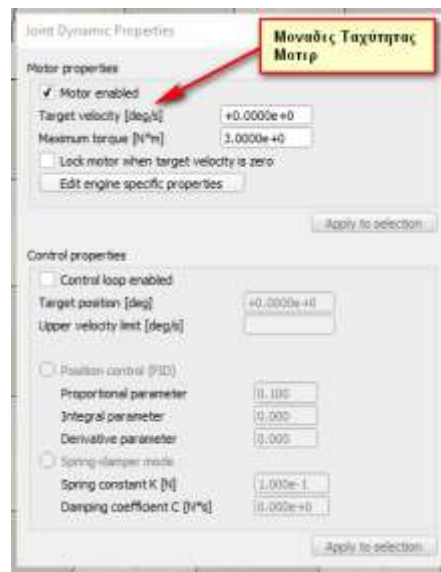 Joint Dynamic Properties
Μοναδες Ταχύτητας
Μοτερ
Motor properties
Motor enabled
Target velocity [deg/s] +0.0000e+0
Maximum torque [N*m] 3.0000e+0
Lock motor when target velocity is zero
Edit engine specific properties
Apply to selection
Control properties
Control loop enabled
Target position [deg] +0.0000e+0
Upper velocity limit [deg/s]
Position control (PID)
Proportional parameter 0.100
Integral parameter 0.000
Derivative parameter 0.000
Spring-damper mode
Spring constant K [N] 1.000e-1
Damping coefficient C [N*s] 0.000e+0
Apply to selection